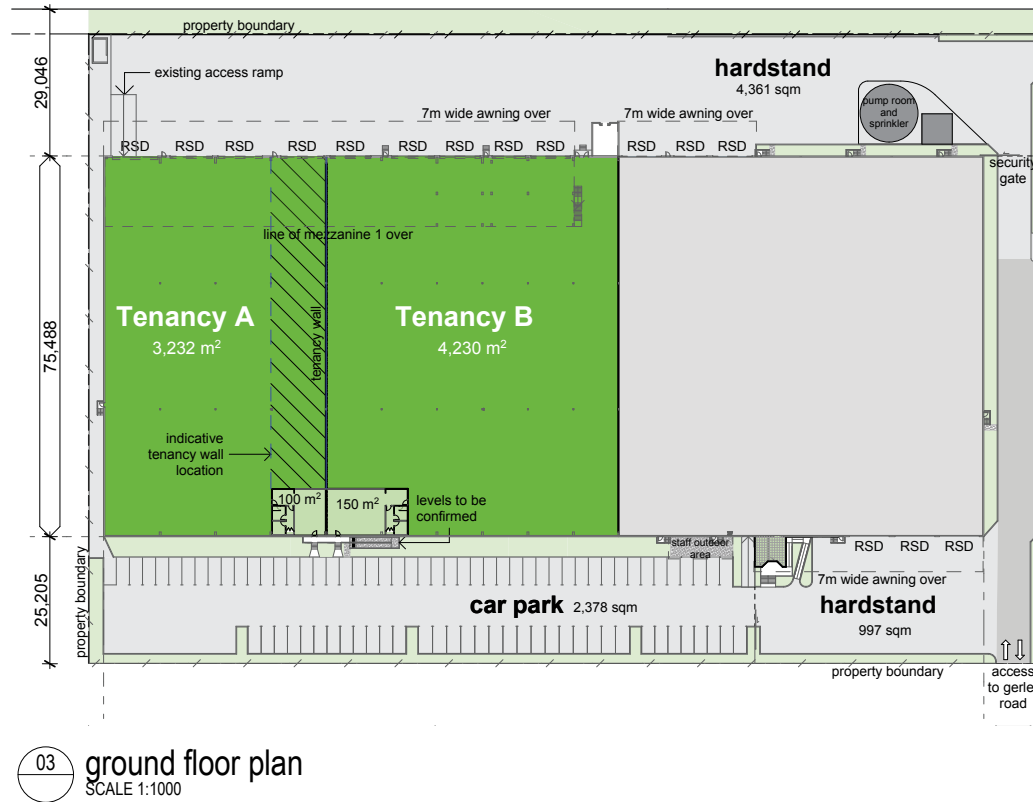 property boundary
29,046
existing access ramp
hardstand
4,361 sqm
pump room
and
sprinkler
7m wide awning over
7m wide awning over
RSD RSD RSD RSD RSD RSD RSD RSD RSD RSD RSD RSD
security
gate
line of mezzanine 1 over
75,488
Tenancy A
3,232 m²
tenancy wall
Tenancy B
4,230 m²
indicative
tenancy wall
location
100 m²
150 m²
levels to be
confirmed
staff outdoor
area
RSD RSD RSD
25,205
property boundary
7m wide awning over
car park 2,378 sqm
hardstand
997 sqm
property boundary
access
to gerle
road
03
ground floor plan
SCALE 1:1000